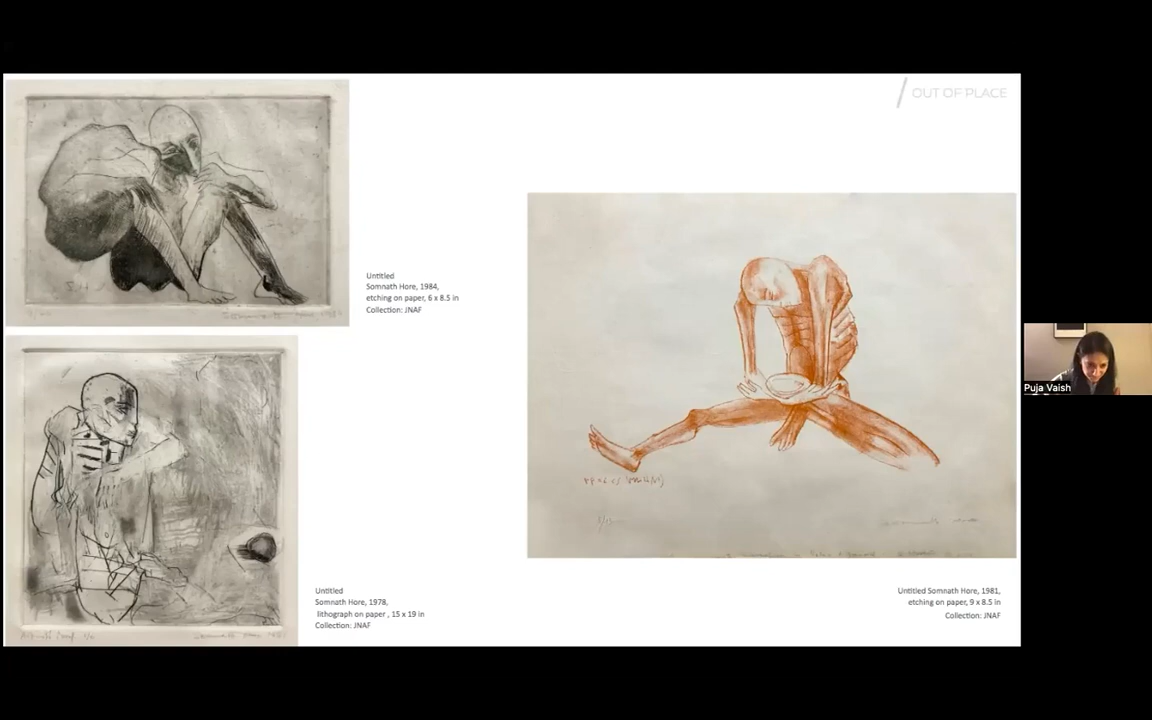 OUT OF PLACE
Untitled
Somnath Hore, 1984,
etching on paper, 6 x 8.5 in
Collection: JNAF
Untitled
Somnath Hore, 1978,
lithograph on paper , 15 x 19 in
Collection: JNAF
Untitled Somnath Hore, 1981,
etching on paper, 9 x 8.5 in
Collection: JNAF
Puja Vaish